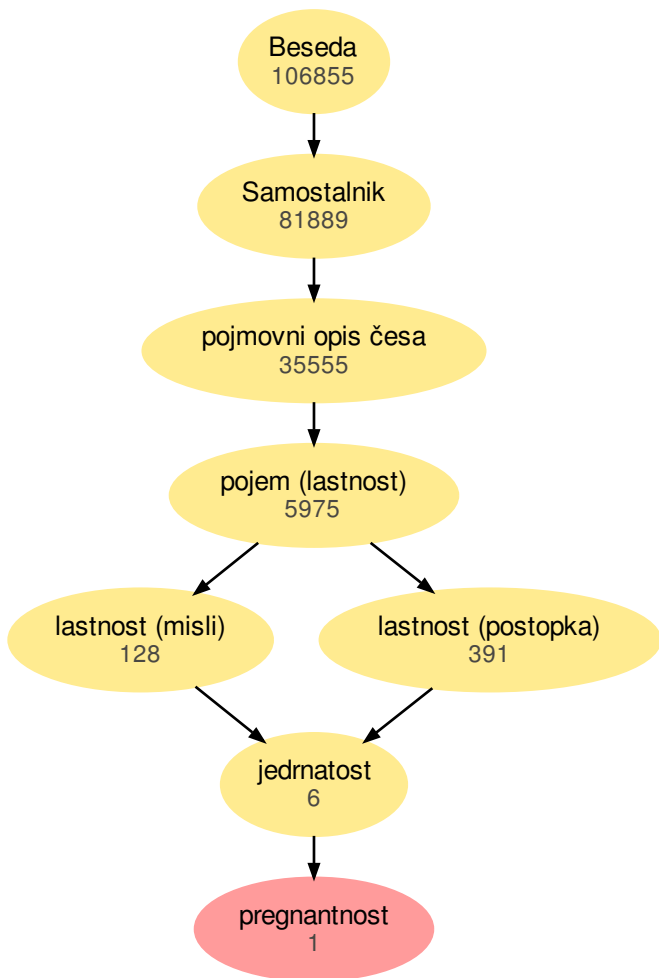 Beseda
106855
Samostalnik
81889
pojmovni opis česa
35555
pojem (lastnost)
5975
lastnost (misli)
128
lastnost (postopka)
391
jedrnatost
6
pregnantnost
1